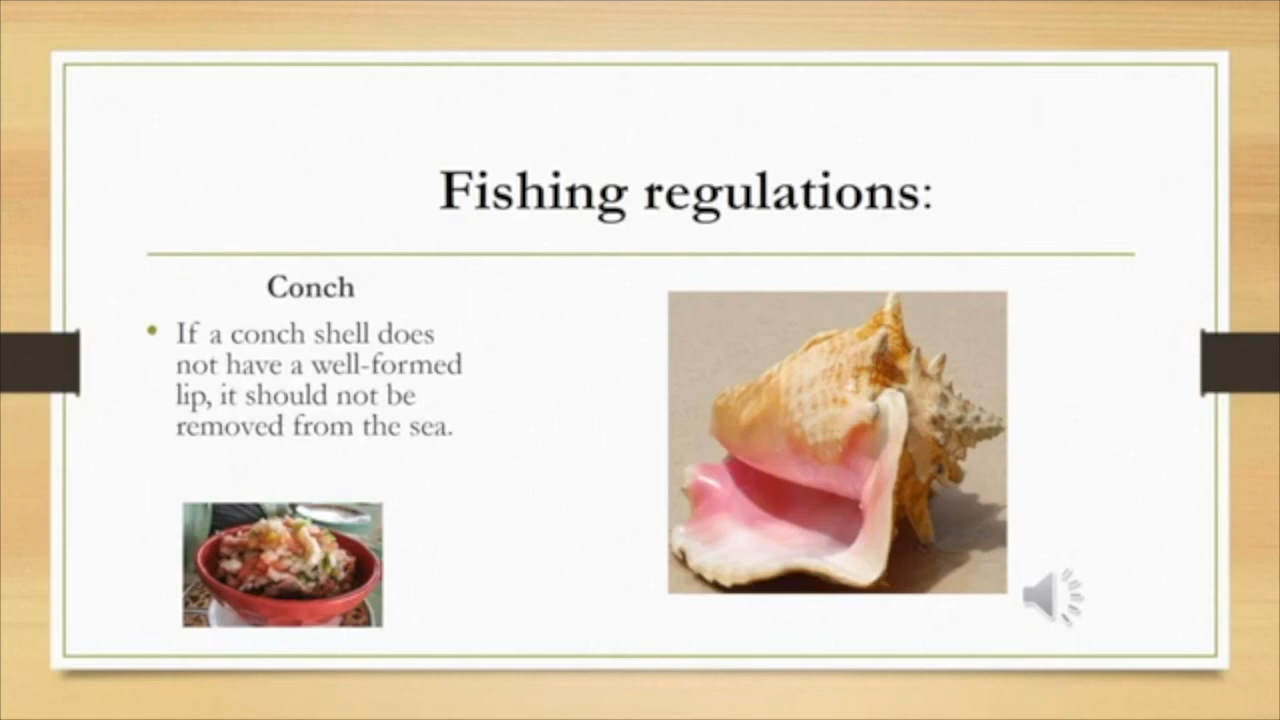 Fishing regulations:
Conch
If a conch shell does
not have a well-formed
lip, it should not be
removed from the sea.